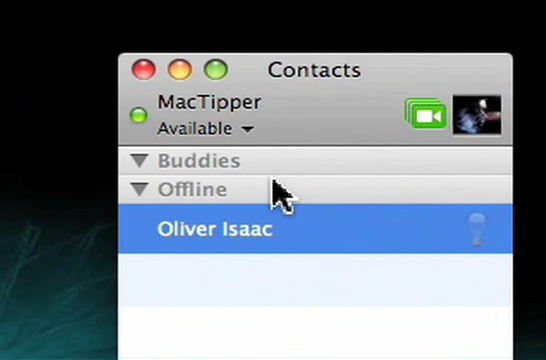 Contacts
MacTipper
Available
Buddies
Offline
Oliver Isaac